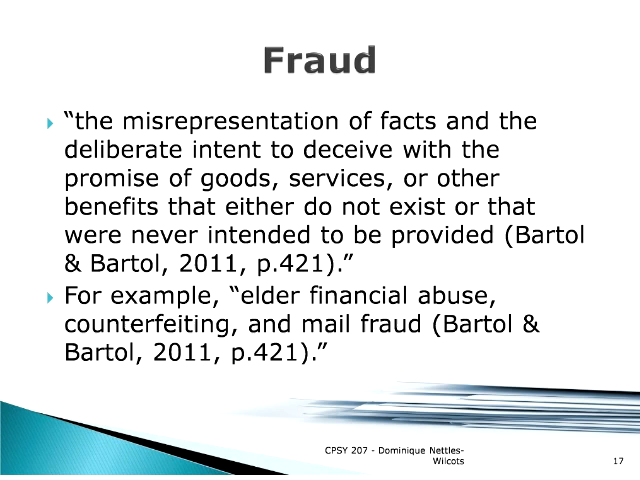 Fraud
“the misrepresentation of facts and the
deliberate intent to deceive with the
promise of goods, services, or other
benefits that either do not exist or that
were never intended to be provided (Bartol
& Bartol, 2011, p.421).”
For example, “elder financial abuse,
counterfeiting, and mail fraud (Bartol &
Bartol, 2011, p.421).”
CPSY 207 - Dominique Nettles-
Wilcots
17